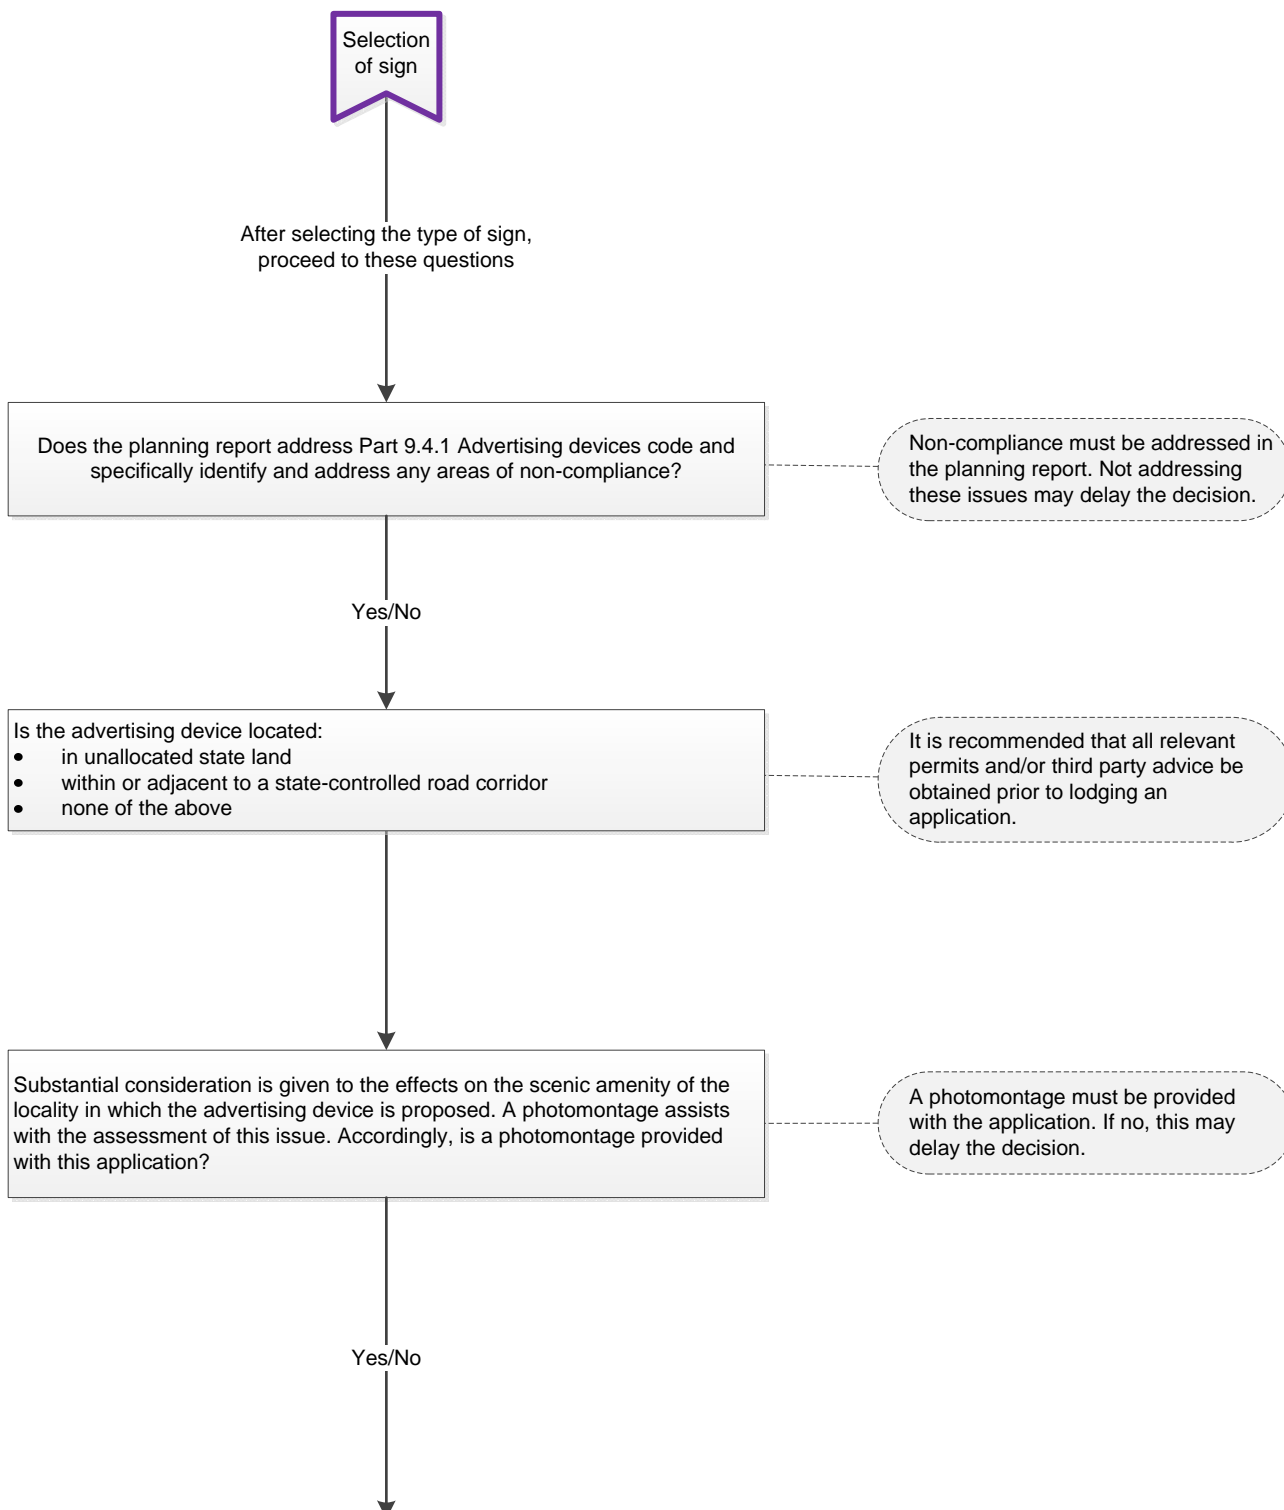 Selection
of sign
After selecting the type of sign,
proceed to these questions
Does the planning report address Part 9.4.1 Advertising devices code and
specifically identify and address any areas of non-compliance?
Non-compliance must be addressed in
the planning report. Not addressing
these issues may delay the decision.
Yes/No
Is the advertising device located:
• in unallocated state land
• within or adjacent to a state-controlled road corridor
• none of the above
It is recommended that all relevant
permits and/or third party advice be
obtained prior to lodging an
application.
Substantial consideration is given to the effects on the scenic amenity of the
locality in which the advertising device is proposed. A photomontage assists
with the assessment of this issue. Accordingly, is a photomontage provided
with this application?
A photomontage must be provided
with the application. If no, this may
delay the decision.
Yes/No